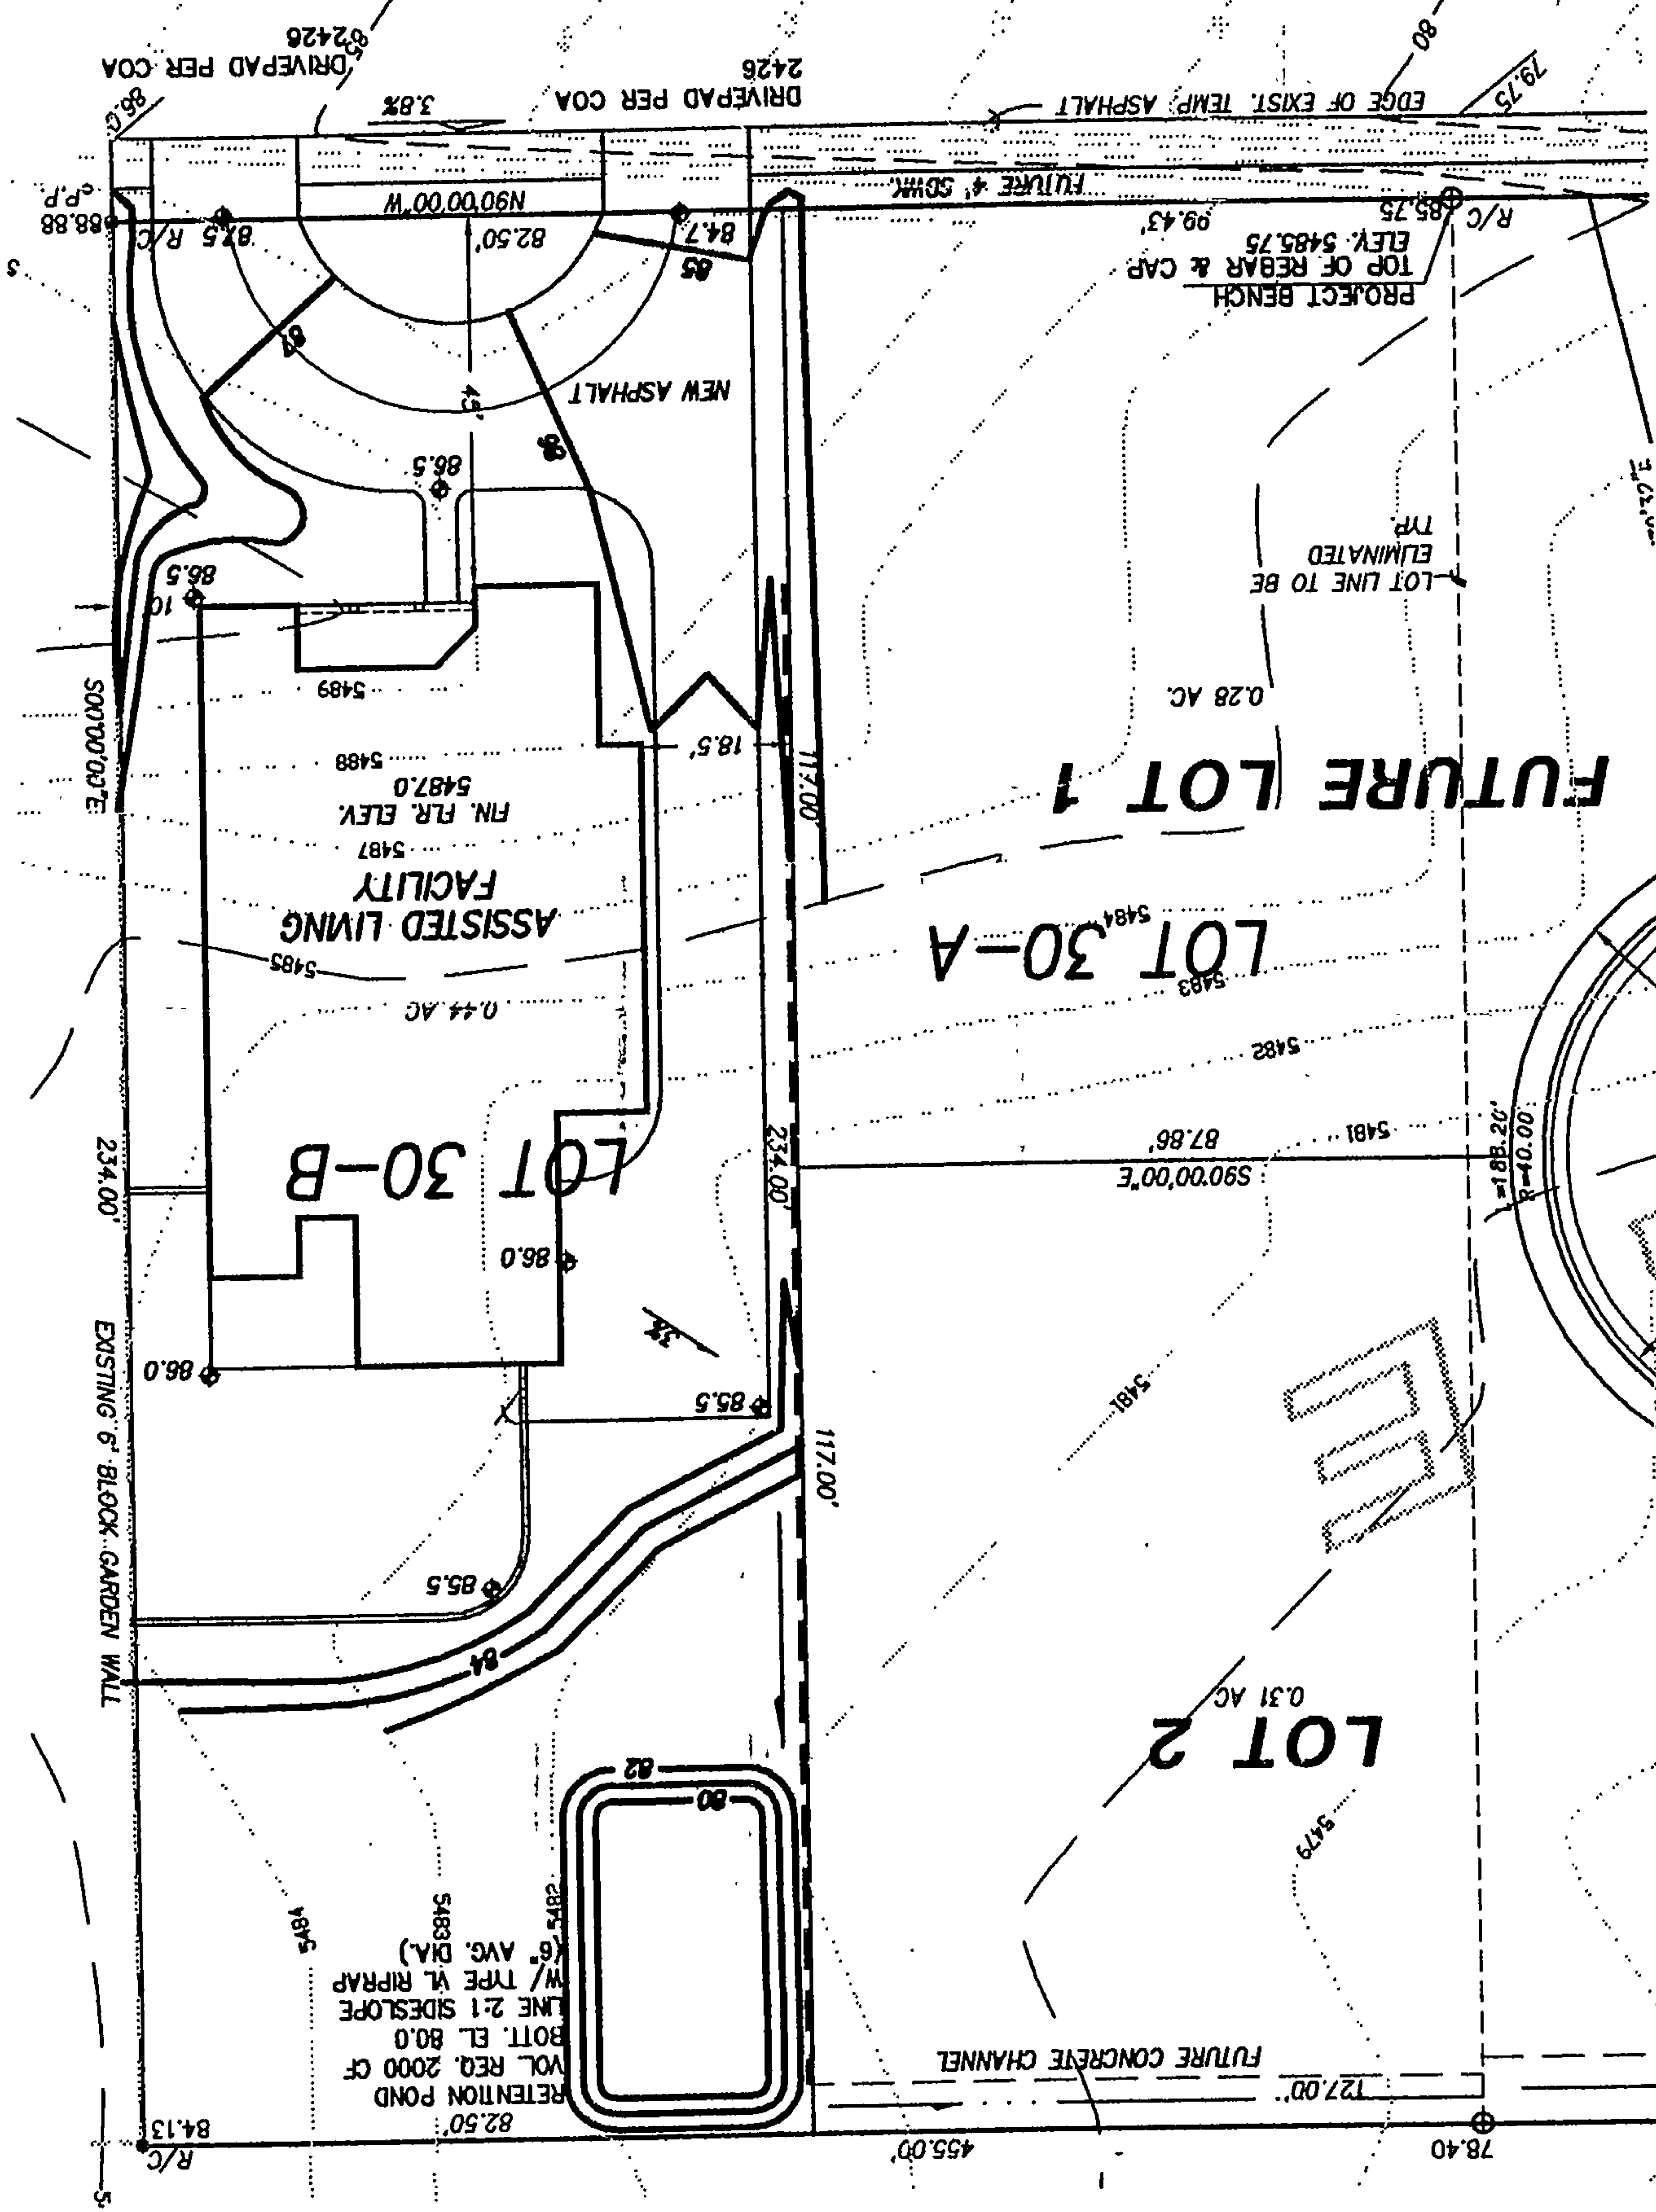 R/C
84.13
82.50'
RETENTION POND
VOL. REQ. 2000 CF
BOTT. EL. 80.0
LINE 2:1 SIDESLOPE
W/ TYPE VL RIPRAP
(6" AVG. DIA.)
78.40
455.00'
127.00'
FUTURE CONCRETE CHANNEL
5484
5483
5482
5479
80
82
LOT 2
0.31 AC
84
85.5
EXISTING 6' BLOCK GARDEN WALL
117.00'
5481
85.5
86.0
3%
86.0
234.00'
LOT 30-B
234.00'
S90°00'00"E
87.86'
5481
L=188.20'
R=40.00'
5482
0.44 AC
5485
5483
LOT 30-A
5484
ASSISTED LIVING
FACILITY
5487
FIN. FLR. ELEV.
5487.0
5488
S00°00'00"E
117.00'
FUTURE LOT 1
0.28 AC.
18.5'
5489
10
86.5
LOT LINE TO BE
ELIMINATED
TYP.
86.5
86
45'
NEW ASPHALT
87
PROJECT BENCH
TOP OF REBAR & CAP
ELEV. 5485.75
85
84.7
82.50'
N90°00'00"W
87.5
R/C
88.88
P.P
R/C
85.75
99.43'
FUTURE 4' SDWK.
EDGE OF EXIST. TEMP. ASPHALT
79.75
80
DRIVEPAD PER COA
2426
3.8%
86.0
DRIVEPAD PER COA
2426
85